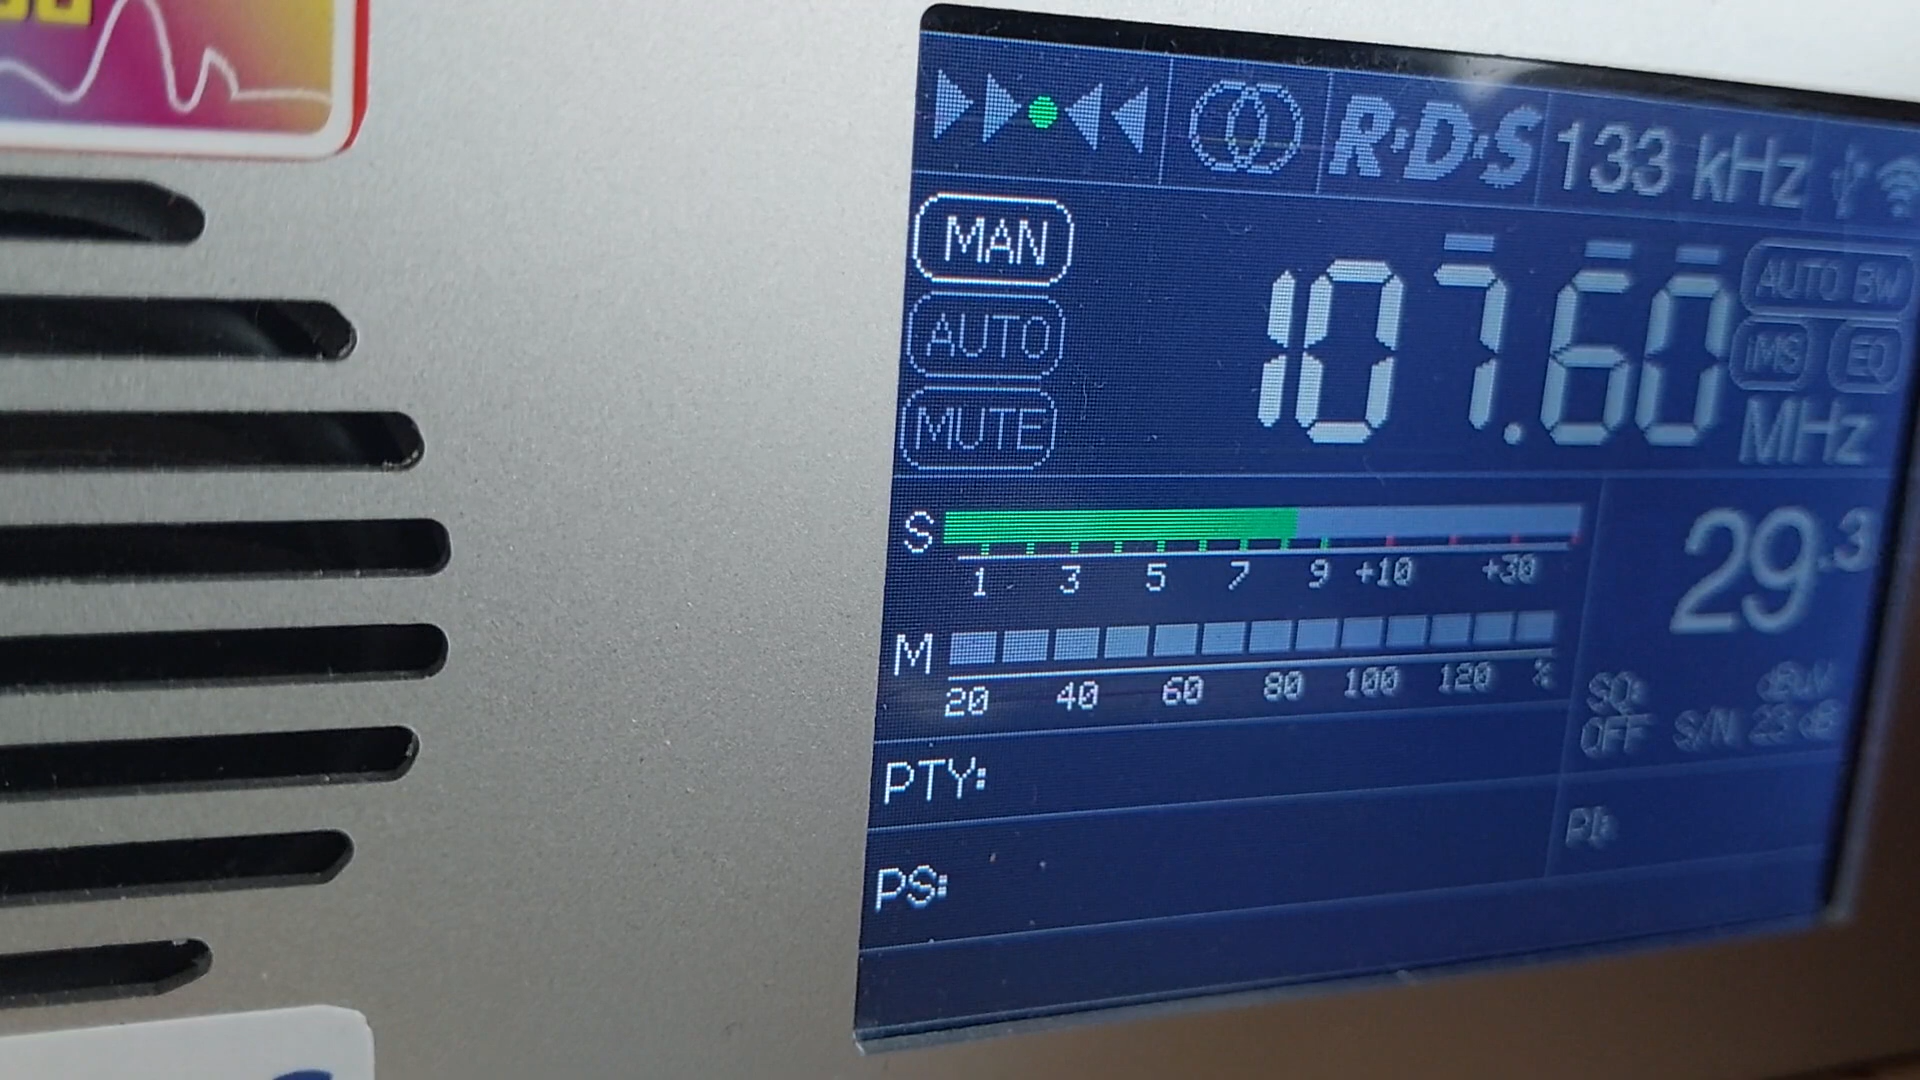 R·D·S 133 kHz
MAN
AUTO
MUTE
107.60
MHz
AUTO BW
iMS EQ
S
1 3 5 7 9 +10 +30
29.3
M
20 40 60 80 100 120 %
SQ:
OFF
dBuV
S/N 23 dB
PTY:
PI:
PS: